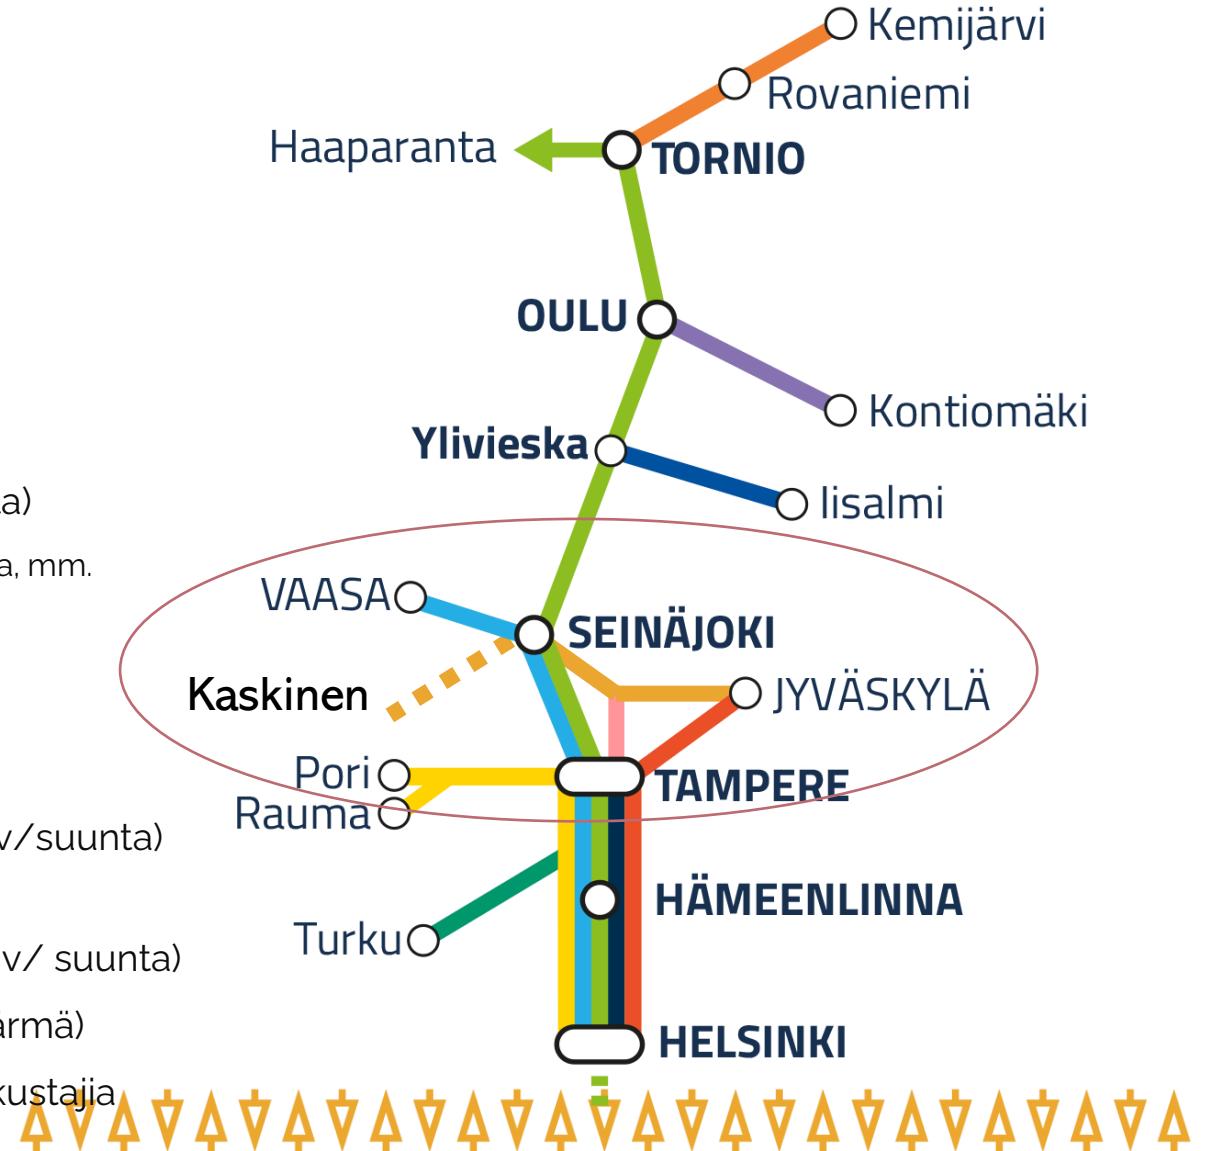 Kemijärvi
Rovaniemi
Haaparanta
TORNIO
OULU
Kontiomäki
Ylivieska
Iisalmi
a)
a, mm.
VAASA
SEINÄJOKI
Kaskinen
JYVÄSKYLÄ
Pori
TAMPERE
Rauma
v/suunta)
HÄMEENLINNA
Turku
v/ suunta)
ärmä)
HELSINKI
kustajia